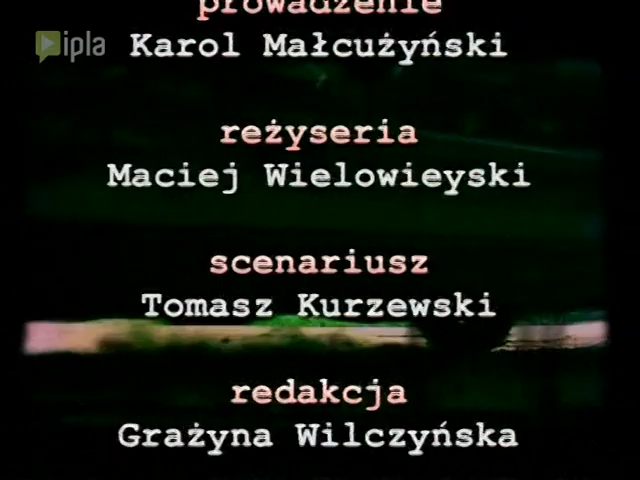 prowadzenie
ipla
Karol Małcużyński
reżyseria
Maciej Wielowieyski
scenariusz
Tomasz Kurzewski
redakcja
Grażyna Wilczyńska